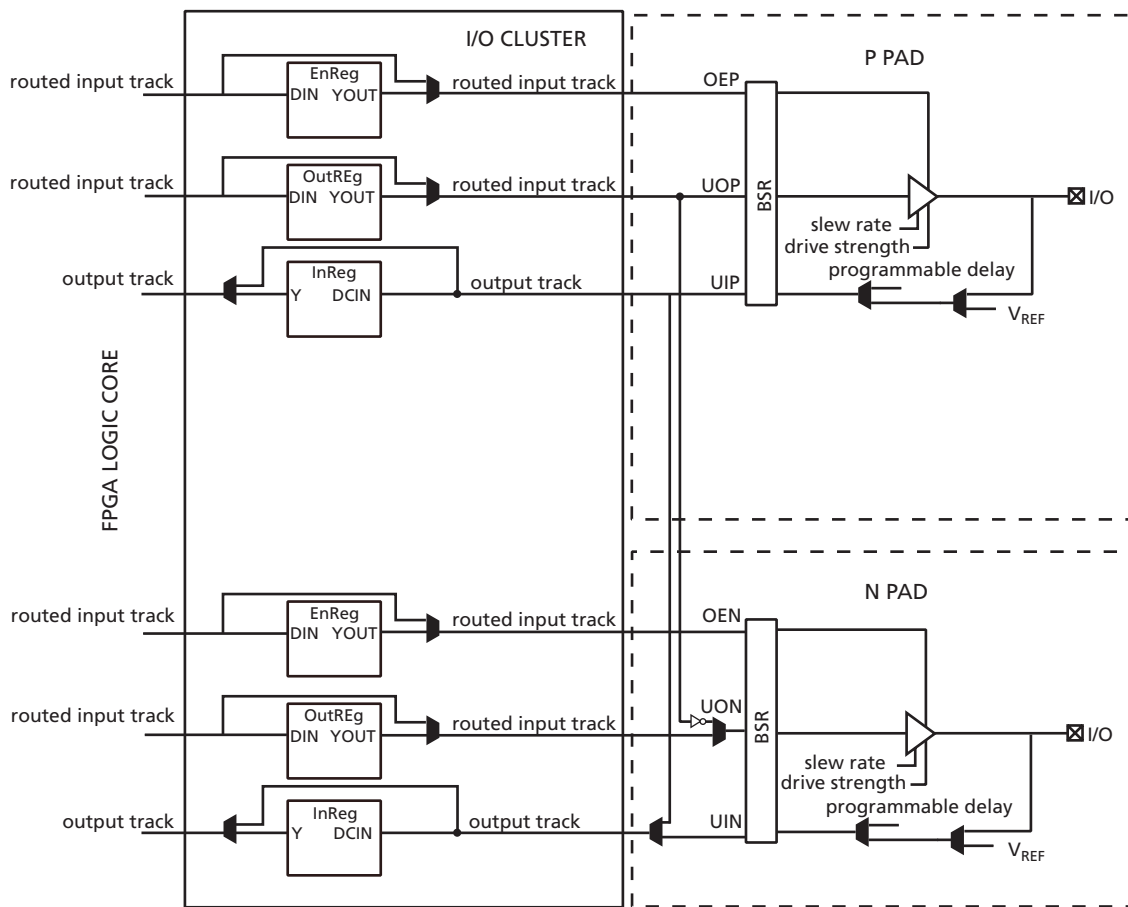 I/O CLUSTER
P PAD
routed input track
EnReg
DIN YOUT
routed input track
OEP
routed input track
OutREg
DIN YOUT
routed input track
UOP
BSR
I/O
slew rate
drive strength
output track
InReg
Y DCIN
output track
UIP
programmable delay
VREF
FPGA LOGIC CORE
N PAD
routed input track
EnReg
DIN YOUT
routed input track
OEN
routed input track
OutREg
DIN YOUT
routed input track
UON
BSR
I/O
slew rate
drive strength
output track
InReg
Y DCIN
output track
UIN
programmable delay
VREF